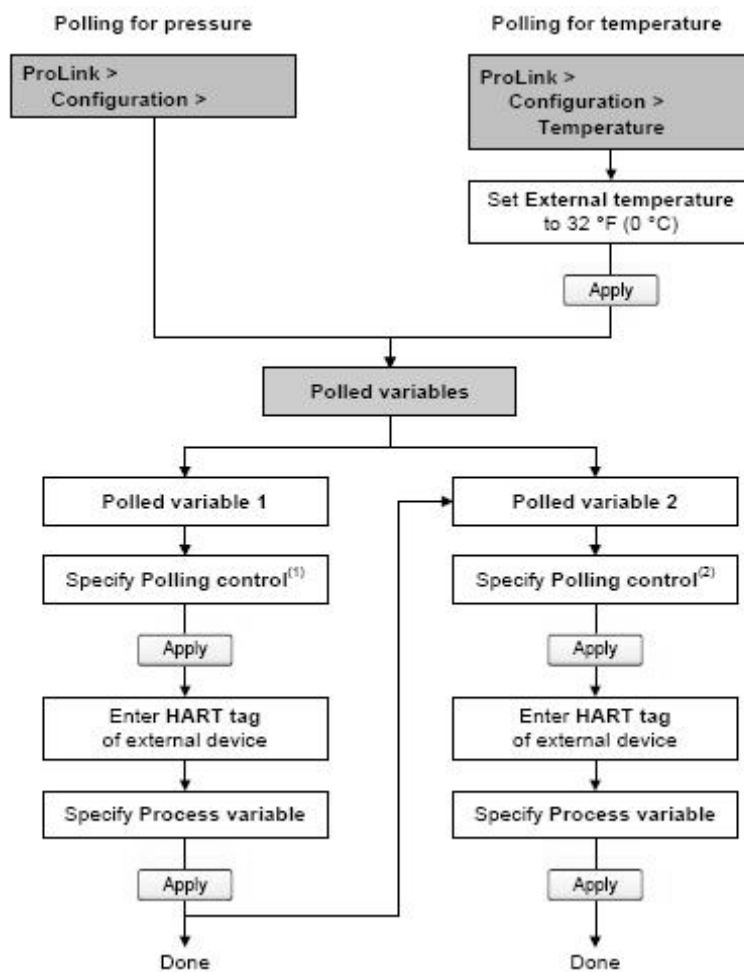 Polling for pressure
Polling for temperature
ProLink >
Configuration >
ProLink >
Configuration >
Temperature
Set External temperature
to 32 °F (0 °C)
Apply
Polled variables
Polled variable 1
Polled variable 2
Specify Polling control(1)
Specify Polling control(2)
Apply
Apply
Enter HART tag
of external device
Enter HART tag
of external device
Specify Process variable
Specify Process variable
Apply
Apply
Done
Done